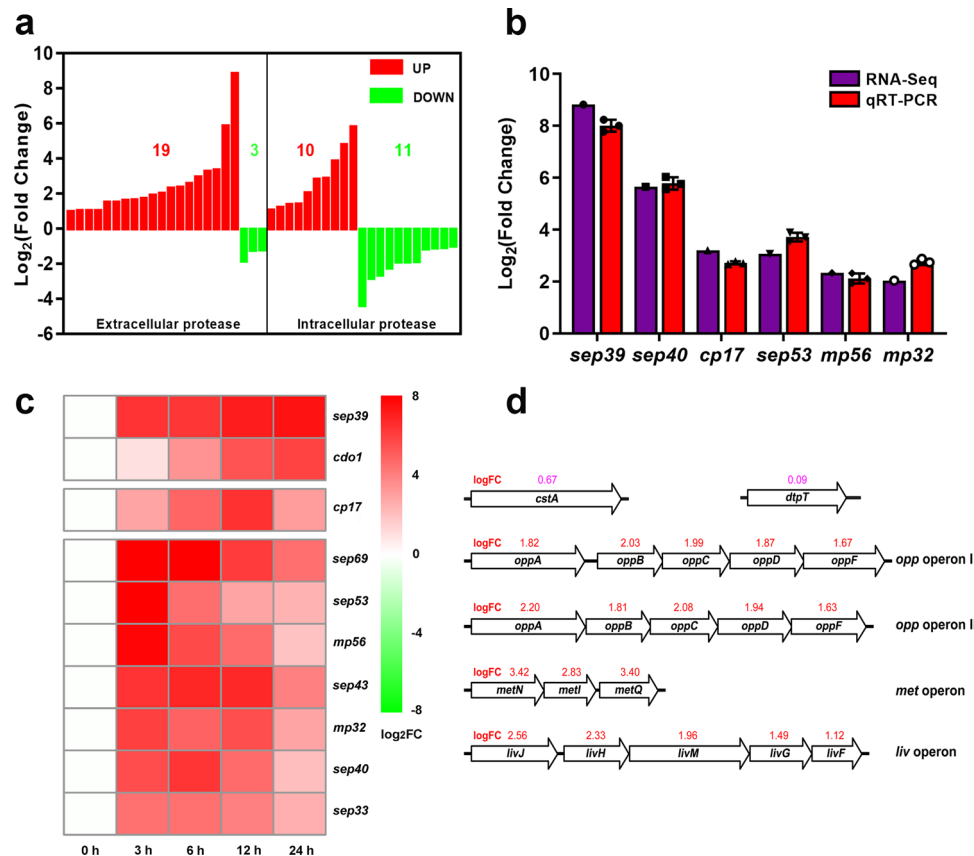 a
Log2(Fold Change)
10
8
6
4
2
0
-2
-4
-6
UP
DOWN
19
3
10
11
Extracellular protease
Intracellular protease
b
Log2(Fold Change)
10
8
6
4
2
0
RNA-Seq
qRT-PCR
sep39 sep40 cp17 sep53 mp56 mp32
c
sep39
cdo1
cp17
sep69
sep53
mp56
sep43
mp32
sep40
sep33
0 h 3 h 6 h 12 h 24 h
8
4
0
-4
-8
log2FC
d
logFC 0.67 0.09
cstA dtpT
logFC 1.82 2.03 1.99 1.87 1.67
oppA oppB oppC oppD oppF opp operon I
logFC 2.20 1.81 2.08 1.94 1.63
oppA oppB oppC oppD oppF opp operon II
logFC 3.42 2.83 3.40
metN metI metQ met operon
logFC 2.56 2.33 1.96 1.49 1.12
livJ livH livM livG livF liv operon